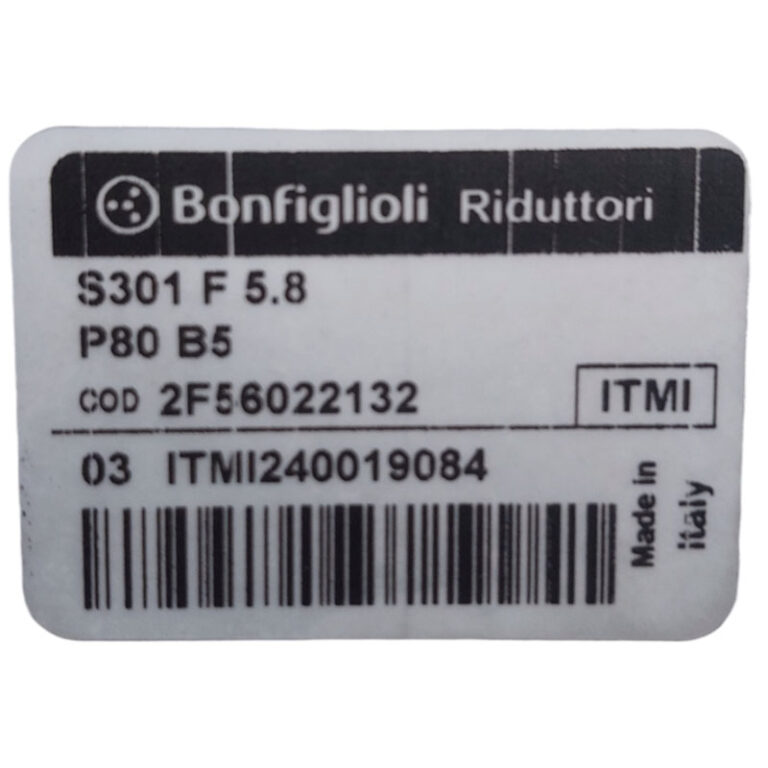 Bonfiglioli Riduttori
S301 F 5.8
P80 B5
COD 2F56022132
ITMI
03 ITMI240019084
Made in
italy